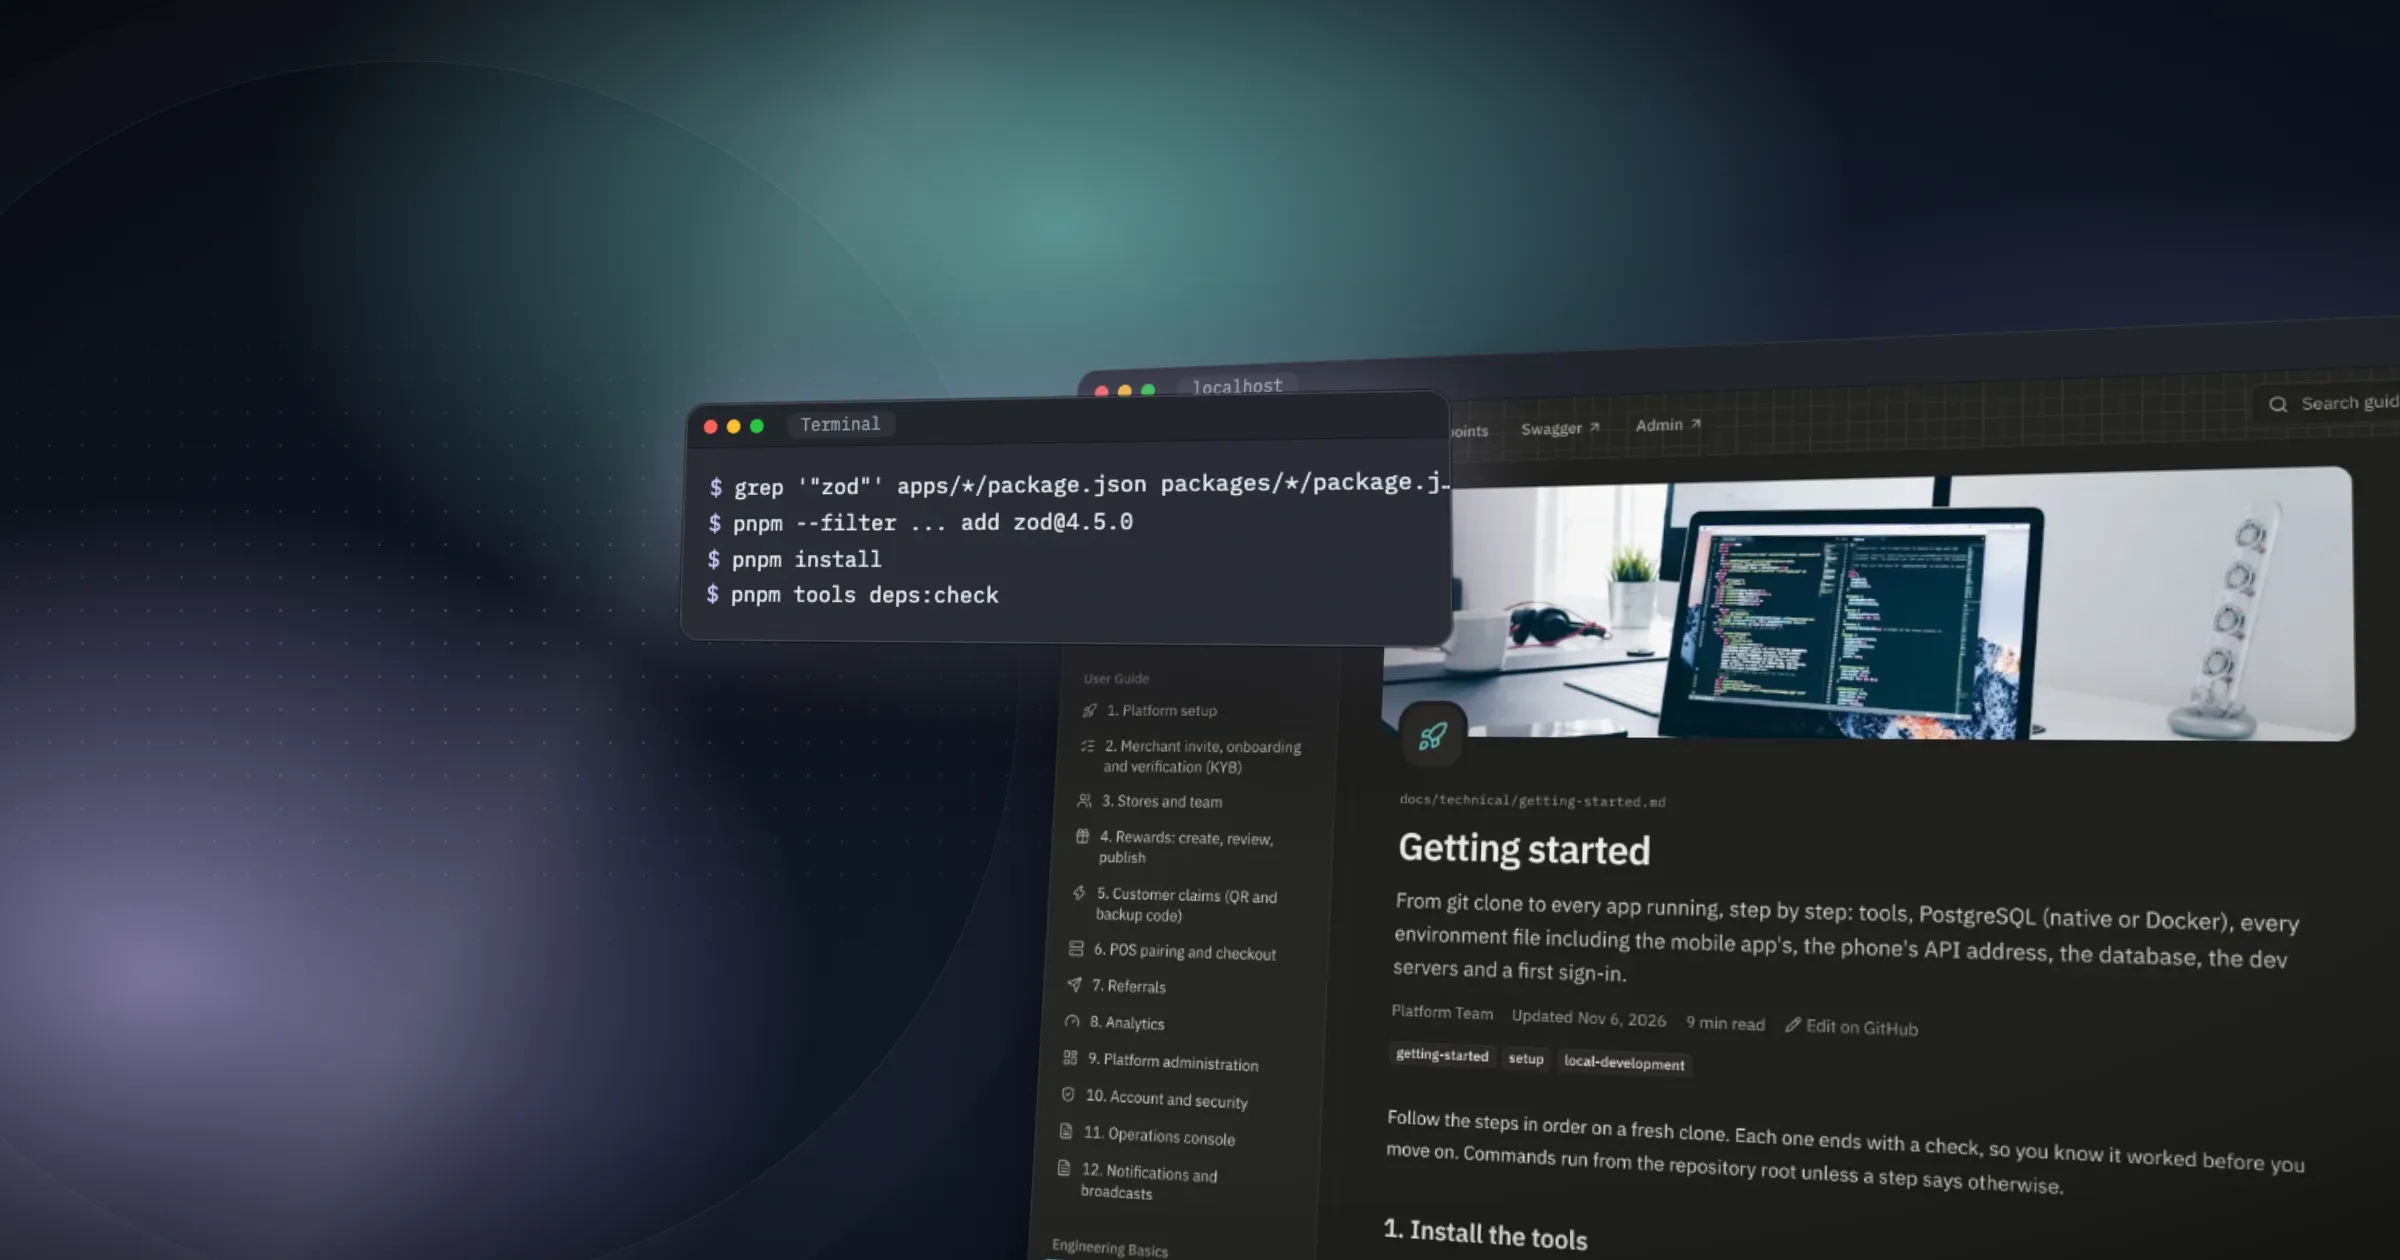 localhost
Terminal
$ grep '"zod"' apps/*/package.json packages/*/package.j…
$ pnpm --filter ... add zod@4.5.0
$ pnpm install
$ pnpm tools deps:check
Swagger ↗
Admin ↗
Search guid
User Guide
1. Platform setup
2. Merchant invite, onboarding
and verification (KYB)
3. Stores and team
4. Rewards: create, review,
publish
5. Customer claims (QR and
backup code)
6. POS pairing and checkout
7. Referrals
8. Analytics
9. Platform administration
10. Account and security
11. Operations console
12. Notifications and
broadcasts
Engineering Basics
docs/technical/getting-started.md
Getting started
From git clone to every app running, step by step: tools, PostgreSQL (native or Docker), every
environment file including the mobile app's, the phone's API address, the database, the dev
servers and a first sign-in.
Platform Team Updated Nov 6, 2026 9 min read Edit on GitHub
getting-started setup local-development
Follow the steps in order on a fresh clone. Each one ends with a check, so you know it worked before you
move on. Commands run from the repository root unless a step says otherwise.
1. Install the tools